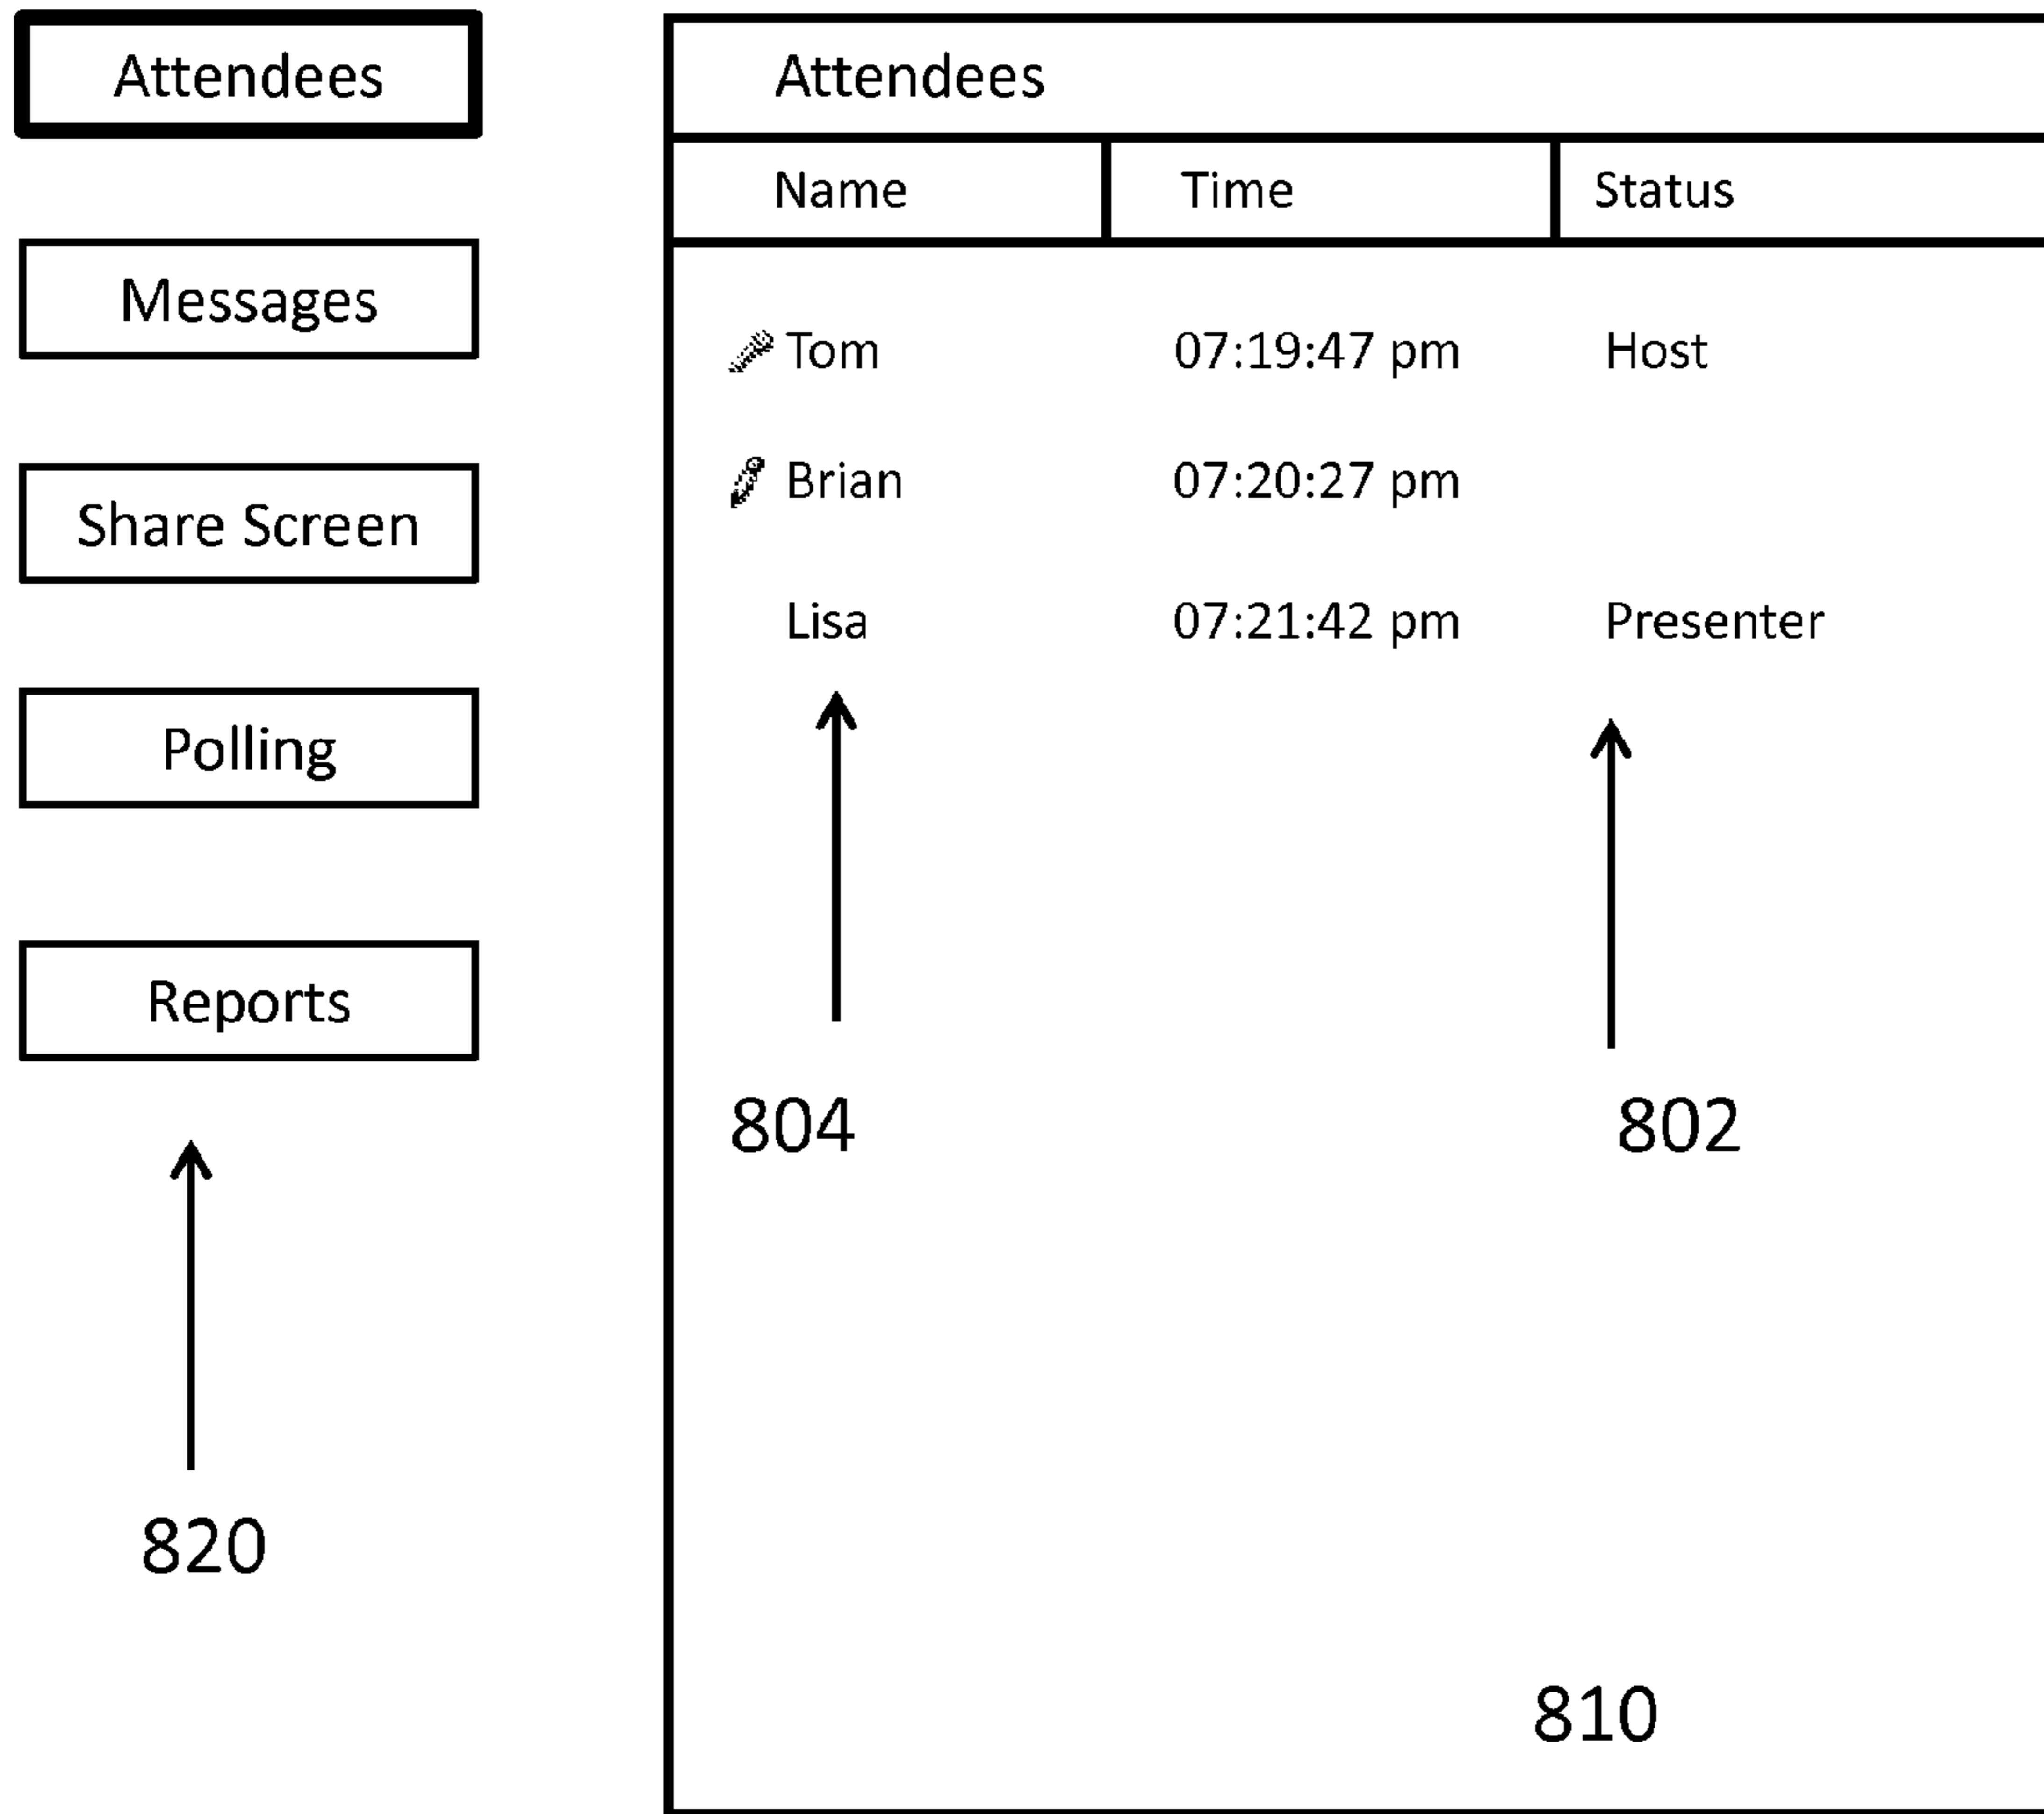 Attendees
Messages
Share Screen
Polling
Reports
820
Attendees
Name Time Status
Tom 07:19:47 pm Host
Brian 07:20:27 pm
Lisa 07:21:42 pm Presenter
804 802
810